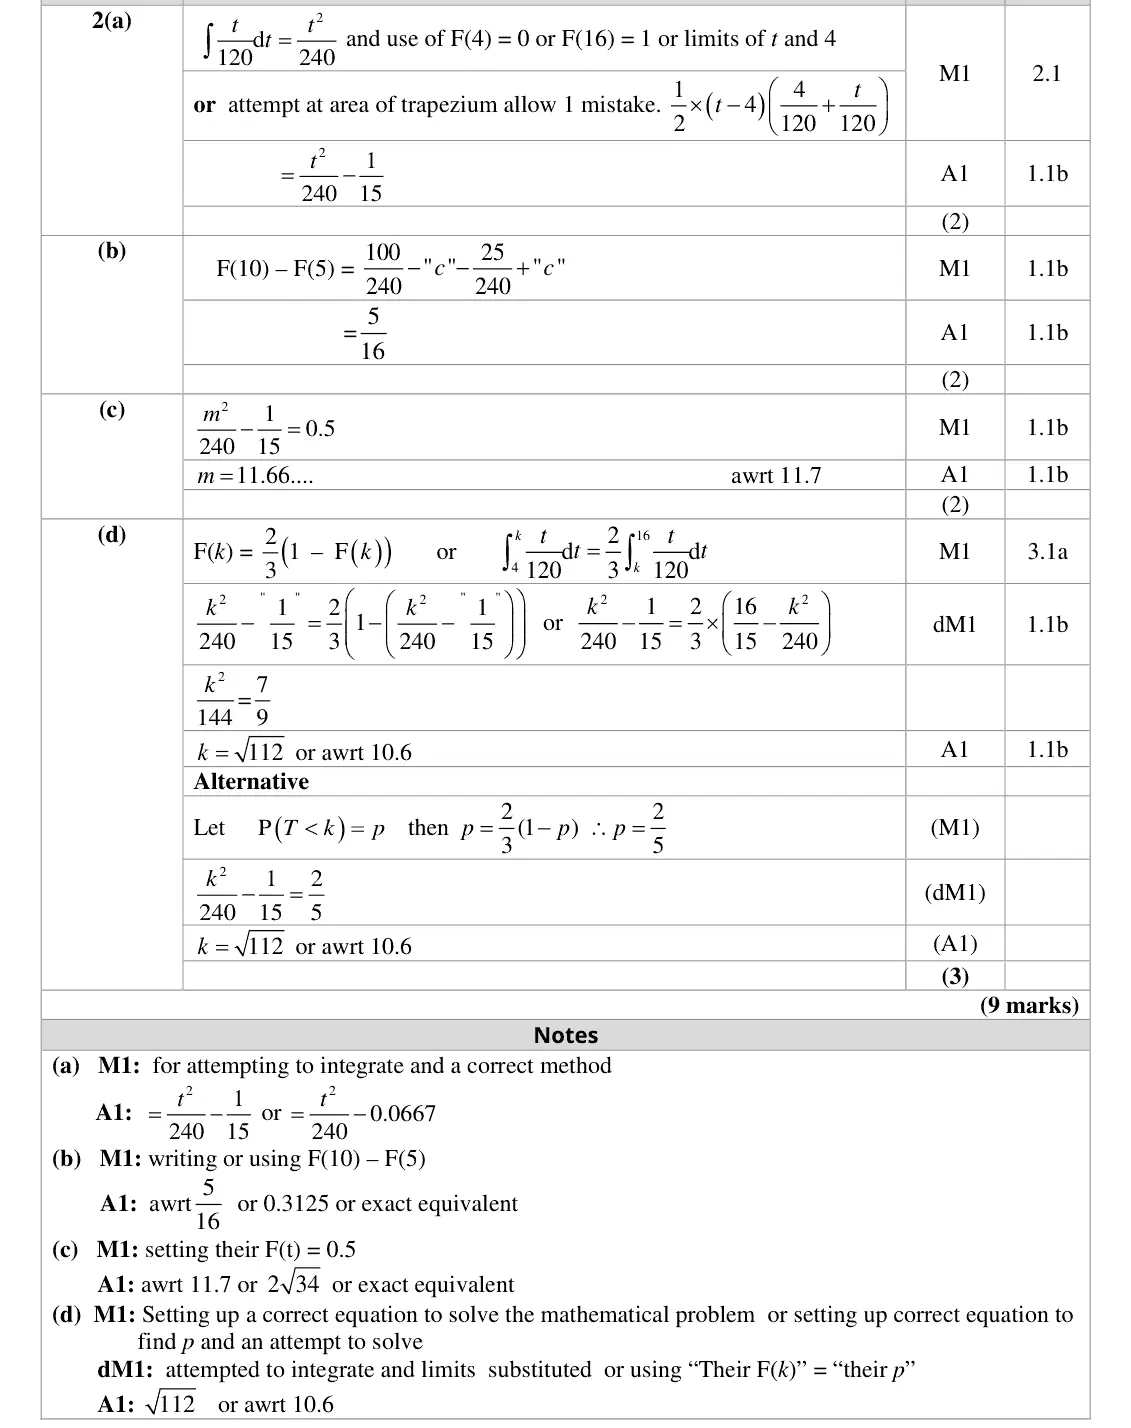 2(a) ∫ t/120 dt = t²/240 and use of F(4) = 0 or F(16) = 1 or limits of t and 4 M1 2.1
or attempt at area of trapezium allow 1 mistake. 1/2 × (t − 4)(4/120 + t/120)
= t²/240 − 1/15 A1 1.1b
(2)
(b) F(10) – F(5) = 100/240 − "c" − 25/240 + "c" M1 1.1b
= 5/16 A1 1.1b
(2)
(c) m²/240 − 1/15 = 0.5 M1 1.1b
m = 11.66.... awrt 11.7 A1 1.1b
(2)
(d) F(k) = 2/3 (1 – F(k)) or ∫₄ᵏ t/120 dt = 2/3 ∫ₖ¹⁶ t/120 dt M1 3.1a
k²/240 − "1/15" = 2/3 (1 − (k²/240 − "1/15")) or k²/240 − 1/15 = 2/3 × (16/15 − k²/240) dM1 1.1b
k²/144 = 7/9
k = √112 or awrt 10.6 A1 1.1b
Alternative
Let P(T < k) = p then p = 2/3 (1 − p) ∴ p = 2/5 (M1)
k²/240 − 1/15 = 2/5 (dM1)
k = √112 or awrt 10.6 (A1)
(3)
(9 marks)
Notes
(a) M1: for attempting to integrate and a correct method
A1: = t²/240 − 1/15 or = t²/240 − 0.0667
(b) M1: writing or using F(10) – F(5)
A1: awrt 5/16 or 0.3125 or exact equivalent
(c) M1: setting their F(t) = 0.5
A1: awrt 11.7 or 2√34 or exact equivalent
(d) M1: Setting up a correct equation to solve the mathematical problem or setting up correct equation to
find p and an attempt to solve
dM1: attempted to integrate and limits substituted or using “Their F(k)” = “their p”
A1: √112 or awrt 10.6